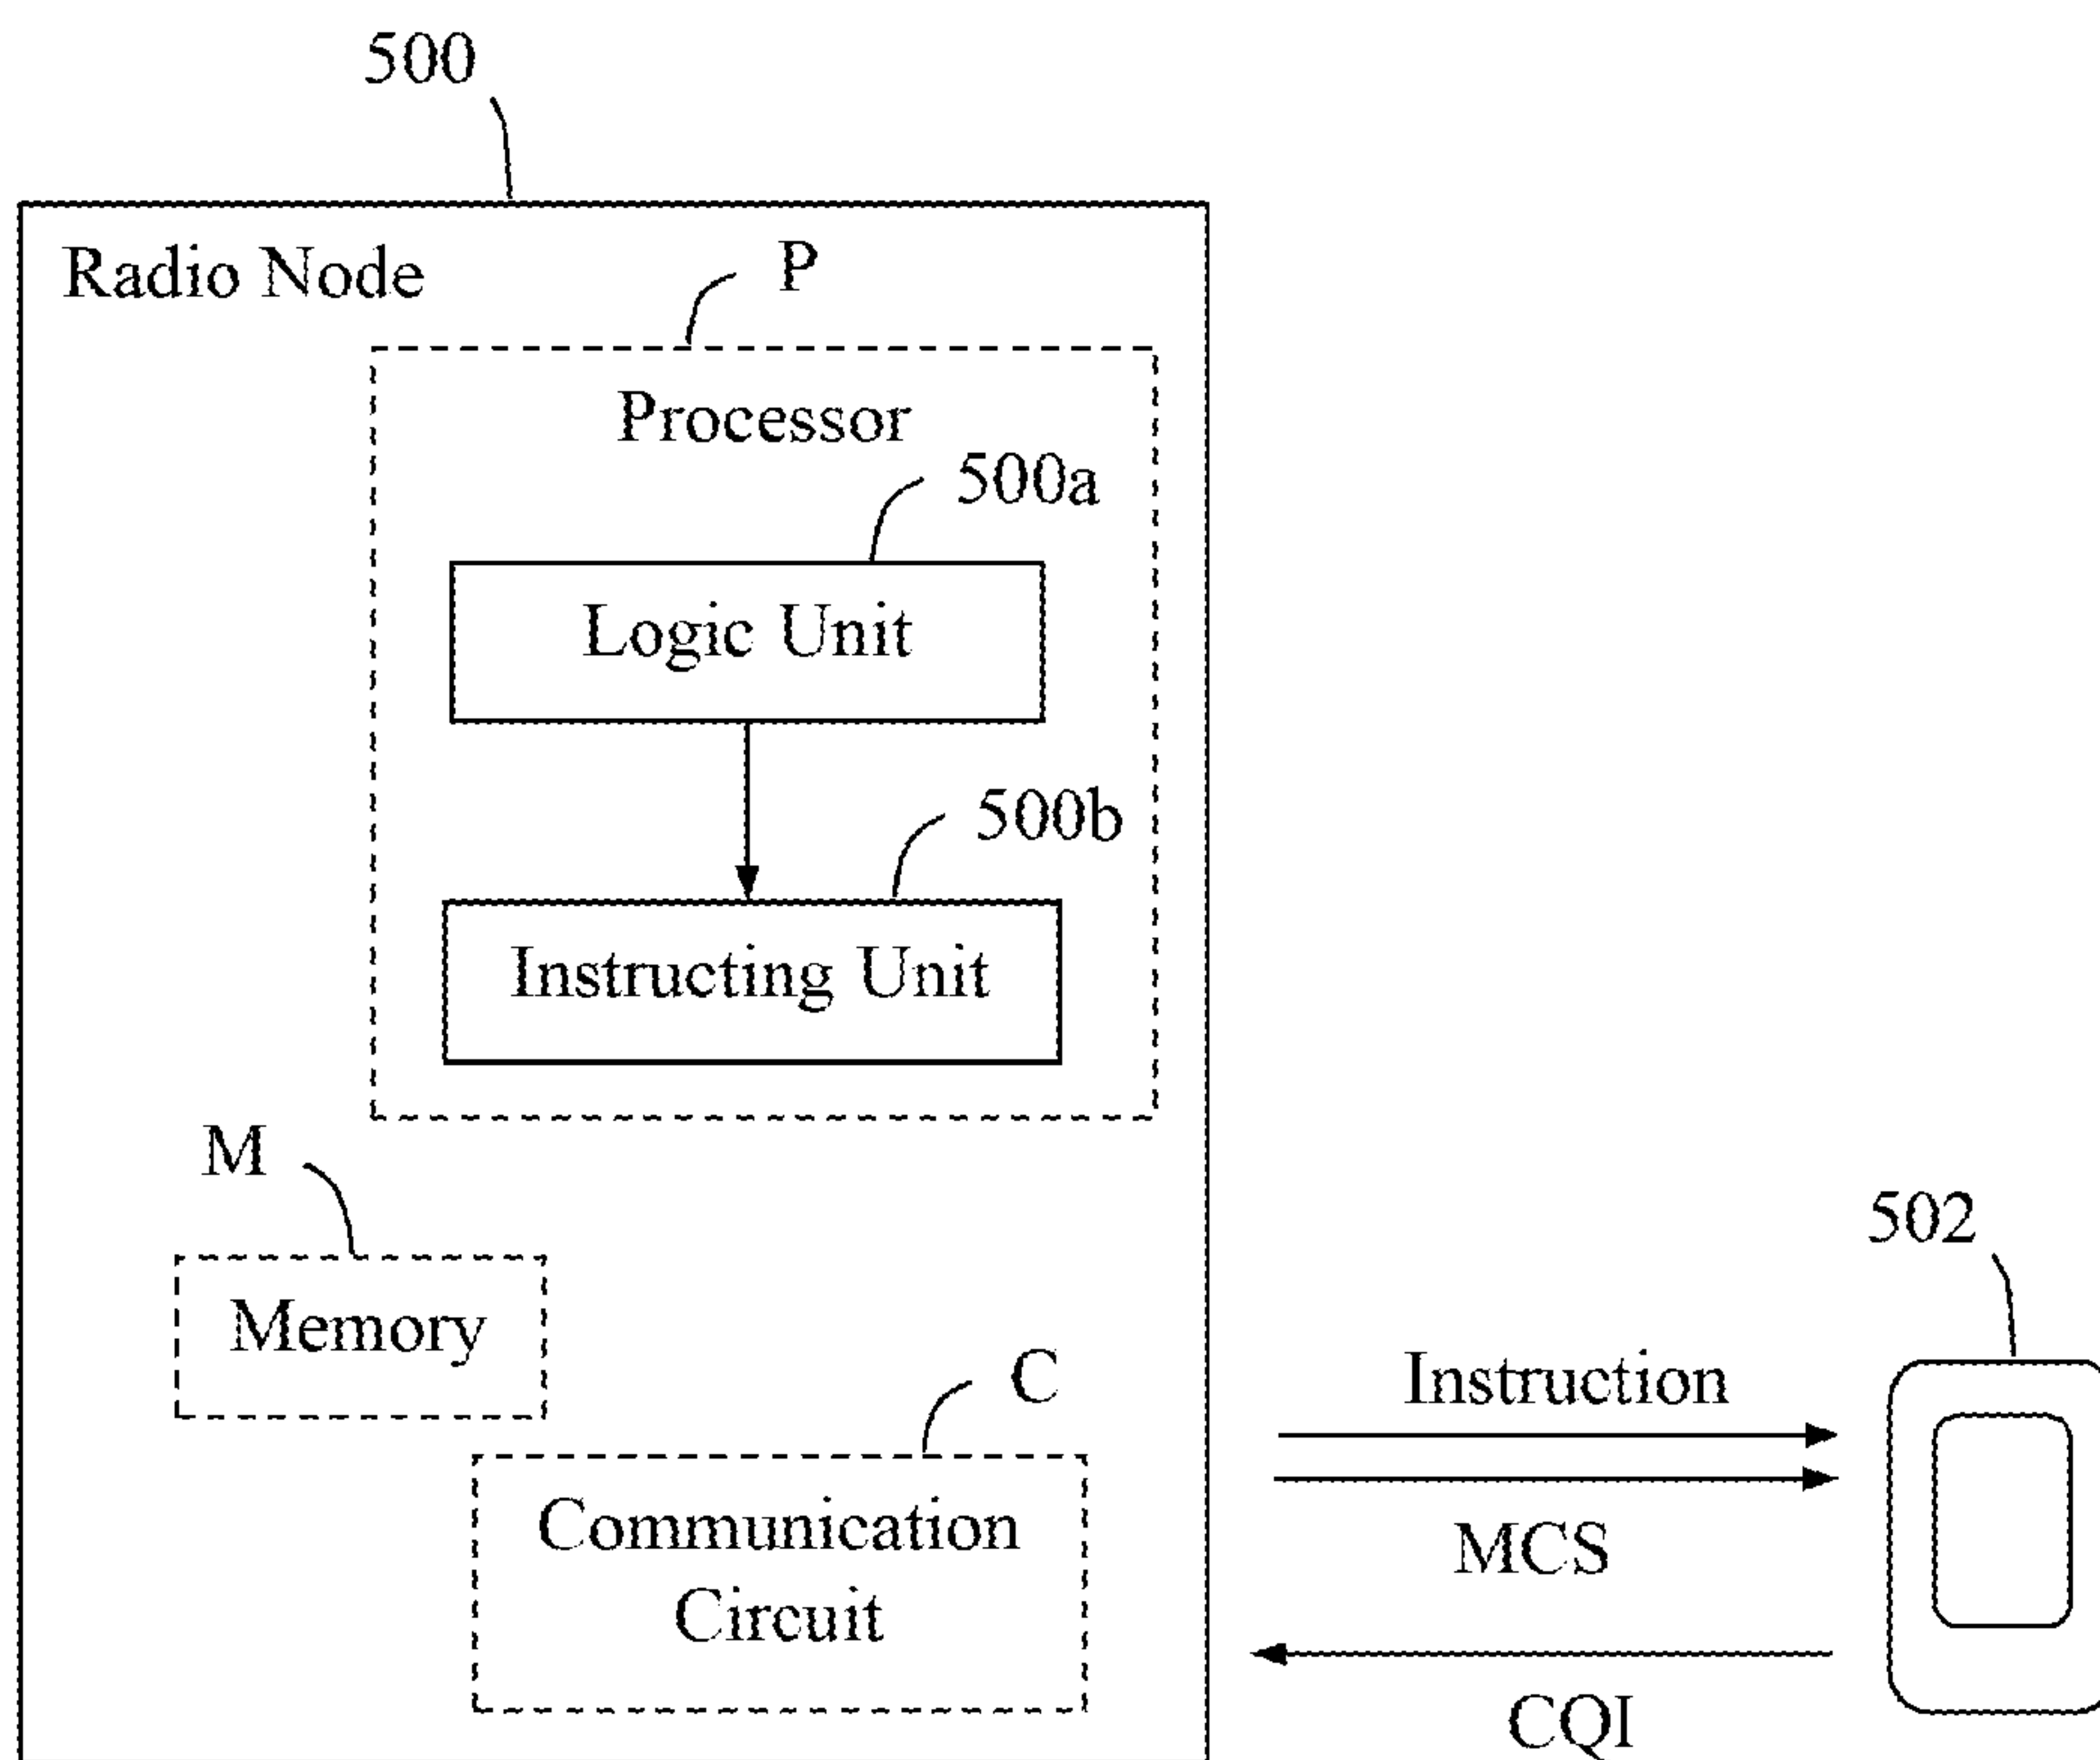 500
Radio Node
P
Processor
500a
Logic Unit
500b
Instructing Unit
M
Memory
502
C
Instruction
Communication
Circuit
MCS
CQI